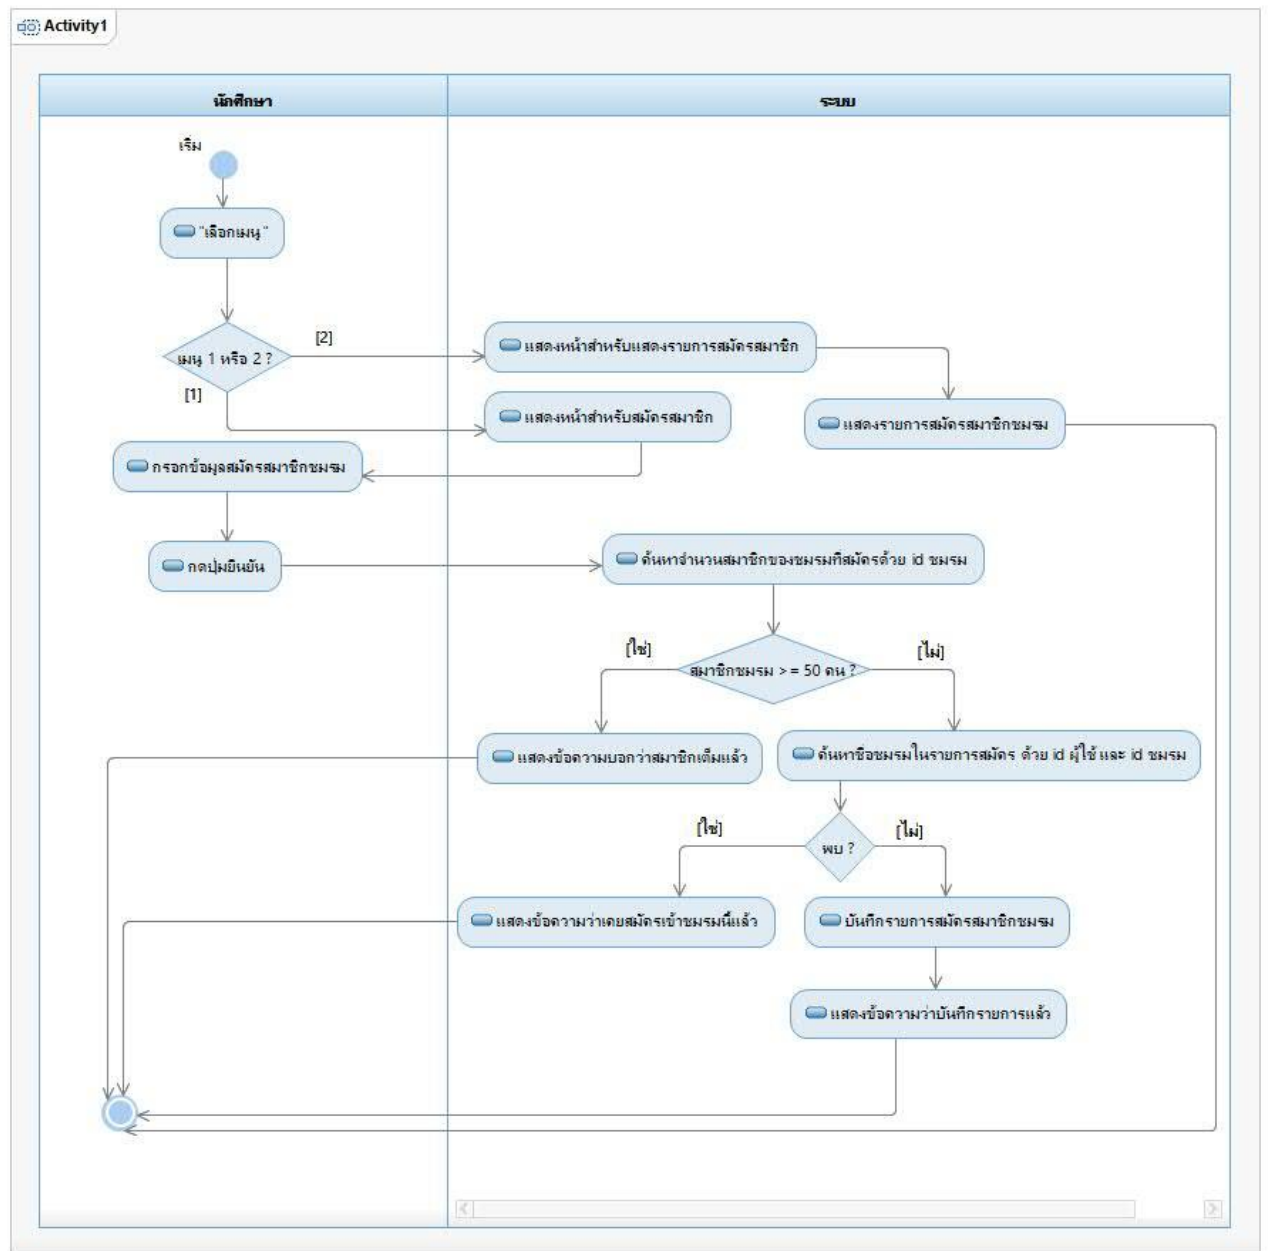 Activity1
นักศึกษา
ระบบ
เริ่ม
"เลือกเมนู "
เมนู 1 หรือ 2 ?
[2]
[1]
แสดงหน้าสำหรับแสดงรายการสมัครสมาชิก
แสดงหน้าสำหรับสมัครสมาชิก
แสดงรายการสมัครสมาชิกชมรม
กรอกข้อมูลสมัครสมาชิกชมรม
กดปุ่มยืนยัน
ค้นหาจำนวนสมาชิกของชมรมที่สมัครด้วย id ชมรม
สมาชิกชมรม > = 50 คน ?
[ใช่]
[ไม่]
แสดงข้อความบอกว่าสมาชิกเต็มแล้ว
ค้นหาชื่อชมรมในรายการสมัคร ด้วย id ผู้ใช้ และ id ชมรม
พบ ?
[ใช่]
[ไม่]
แสดงข้อความว่าเคยสมัครเข้าชมรมนี้แล้ว
บันทึกรายการสมัครสมาชิกชมรม
แสดงข้อความว่าบันทึกรายการแล้ว